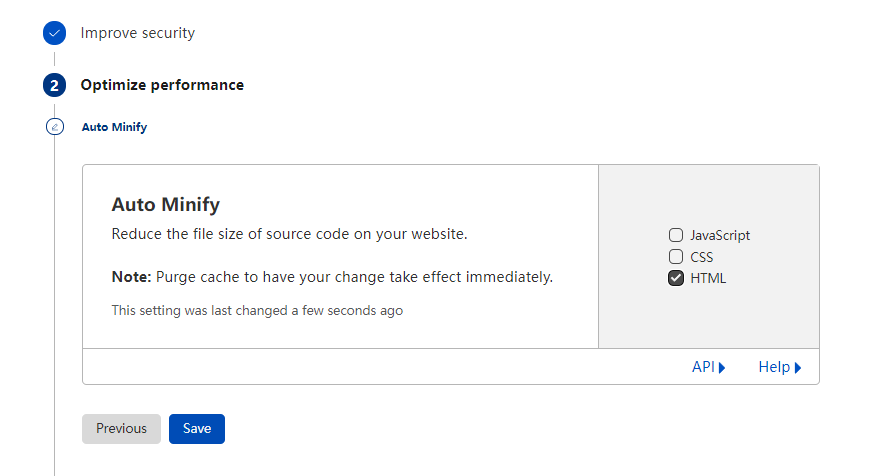 Improve security
2 Optimize performance
Auto Minify
Auto Minify
Reduce the file size of source code on your website.
Note: Purge cache to have your change take effect immediately.
This setting was last changed a few seconds ago
JavaScript
CSS
HTML
API Help
Previous Save